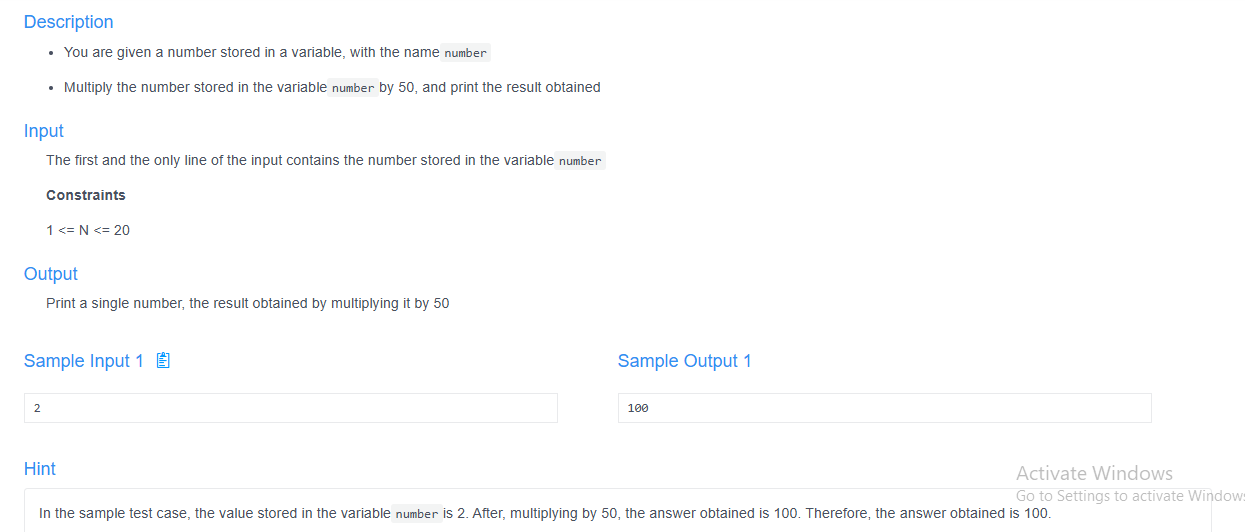 Description
• You are given a number stored in a variable, with the name number
• Multiply the number stored in the variable number by 50, and print the result obtained
Input
The first and the only line of the input contains the number stored in the variable number
Constraints
1 <= N <= 20
Output
Print a single number, the result obtained by multiplying it by 50
Sample Input 1
Sample Output 1
2
100
Hint
Activate Windows
Go to Settings to activate Windows
In the sample test case, the value stored in the variable number is 2. After, multiplying by 50, the answer obtained is 100. Therefore, the answer obtained is 100.